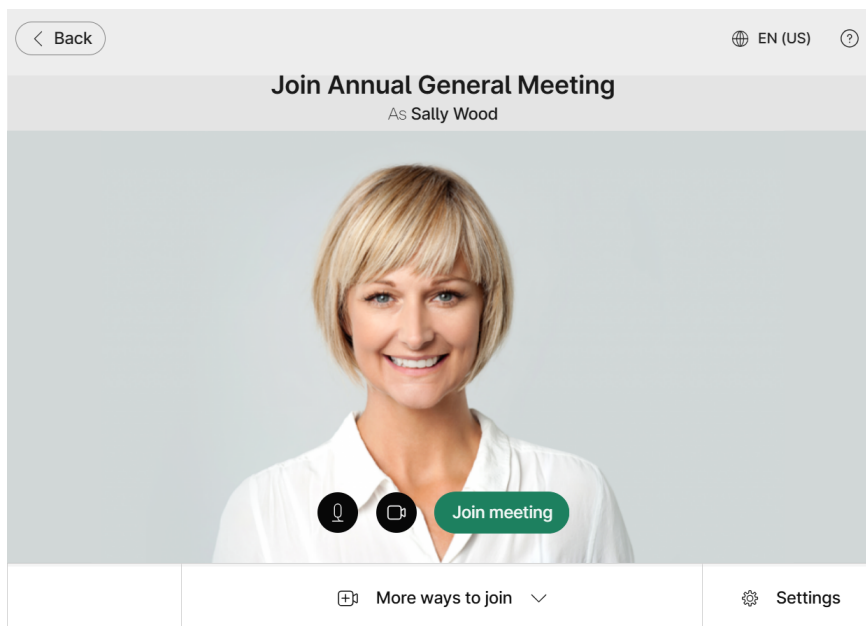 Back
EN (US)
Join Annual General Meeting
As Sally Wood
Join meeting
More ways to join
Settings